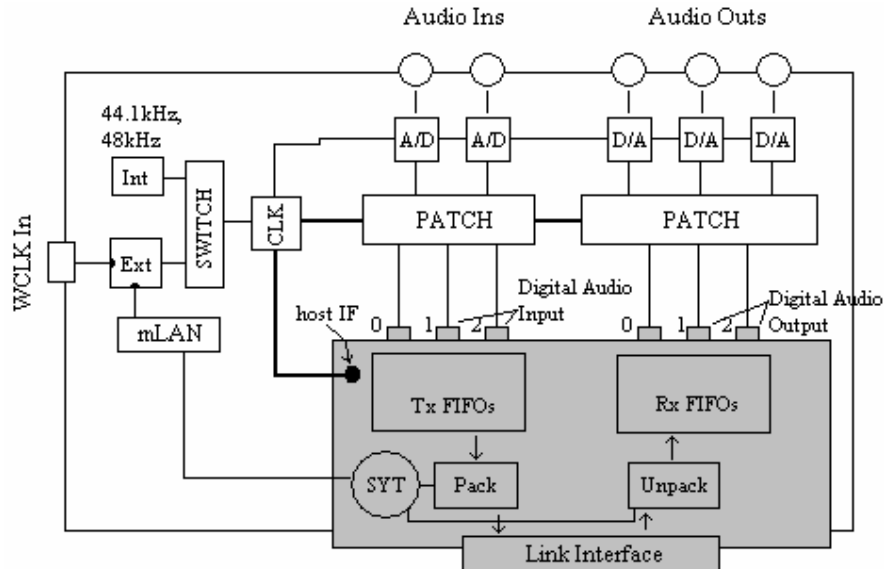 Audio Ins
Audio Outs
44.1kHz,
48kHz
A/D
A/D
D/A
D/A
D/A
Int
SWITCH
CLK
PATCH
PATCH
WCLK In
Ext
mLAN
host IF
0
1
2
Digital Audio
Input
0
1
2
Digital Audio
Output
Tx FIFOs
Rx FIFOs
SYT
Pack
Unpack
Link Interface